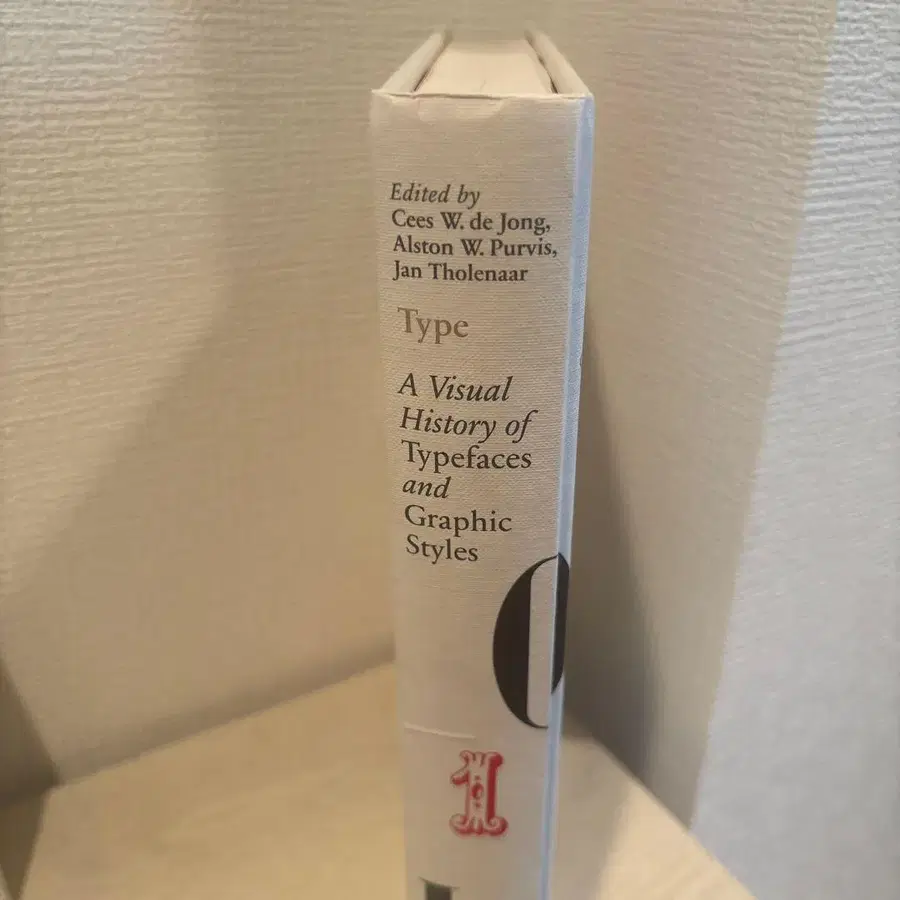 Edited by
Cees W. de Jong,
Alston W. Purvis,
Jan Tholenaar
Type
A Visual
History of
Typefaces
and
Graphic
Styles
1